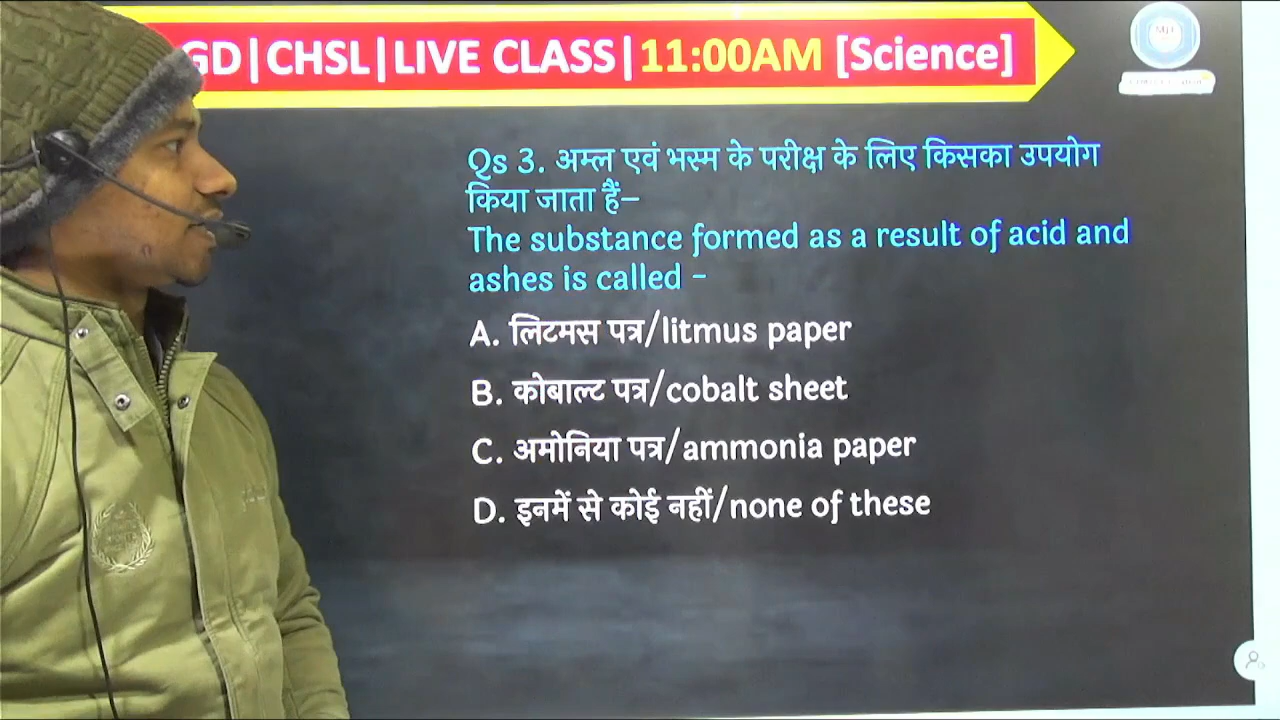 GD|CHSL|LIVE CLASS|11:00AM [Science]
MJT
Qs 3. अम्ल एवं भस्म के परीक्ष के लिए किसका उपयोग
किया जाता हैं–
The substance formed as a result of acid and
ashes is called -
A. लिटमस पत्र/litmus paper
B. कोबाल्ट पत्र/cobalt sheet
C. अमोनिया पत्र/ammonia paper
D. इनमें से कोई नहीं/none of these